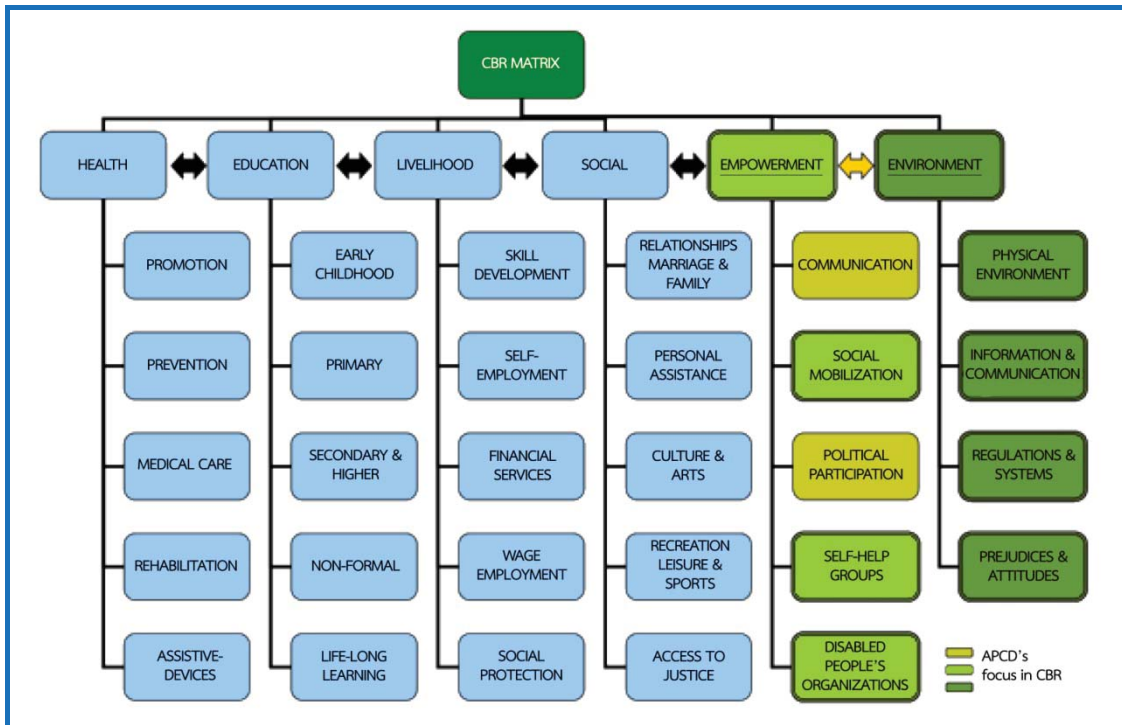 CBR MATRIX
HEALTH
EDUCATION
LIVELIHOOD
SOCIAL
EMPOWERMENT
ENVIRONMENT
PROMOTION
EARLY
CHILDHOOD
SKILL
DEVELOPMENT
RELATIONSHIPS
MARRIAGE &
FAMILY
COMMUNICATION
PHYSICAL
ENVIRONMENT
PREVENTION
PRIMARY
SELF-
EMPLOYMENT
PERSONAL
ASSISTANCE
SOCIAL
MOBILIZATION
INFORMATION &
COMMUNICATION
MEDICAL CARE
SECONDARY &
HIGHER
FINANCIAL
SERVICES
CULTURE &
ARTS
POLITICAL
PARTICIPATION
REGULATIONS &
SYSTEMS
REHABILITATION
NON-FORMAL
WAGE
EMPLOYMENT
RECREATION
LEISURE &
SPORTS
SELF-HELP
GROUPS
PREJUDICES &
ATTITUDES
ASSISTIVE-
DEVICES
LIFE-LONG
LEARNING
SOCIAL
PROTECTION
ACCESS TO
JUSTICE
DISABLED
PEOPLE'S
ORGANIZATIONS
APCD's
focus in CBR